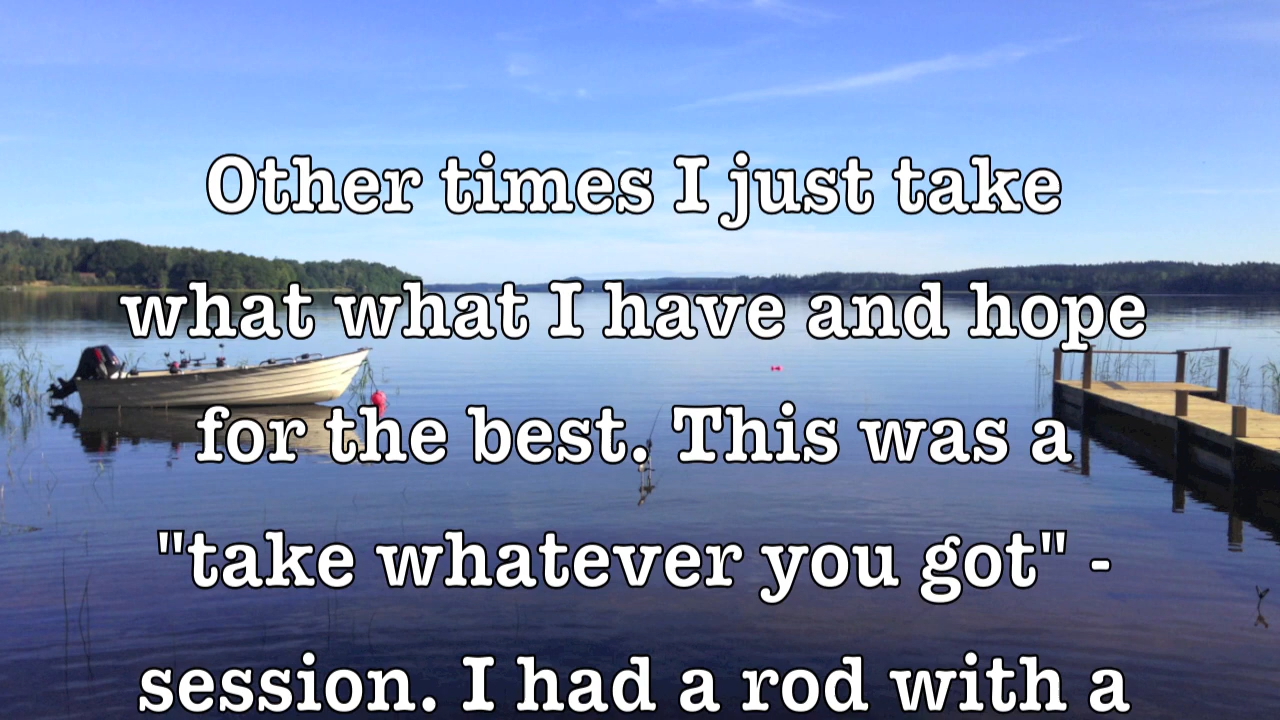 Other times I just take
what what I have and hope
for the best. This was a
"take whatever you got" -
session. I had a rod with a